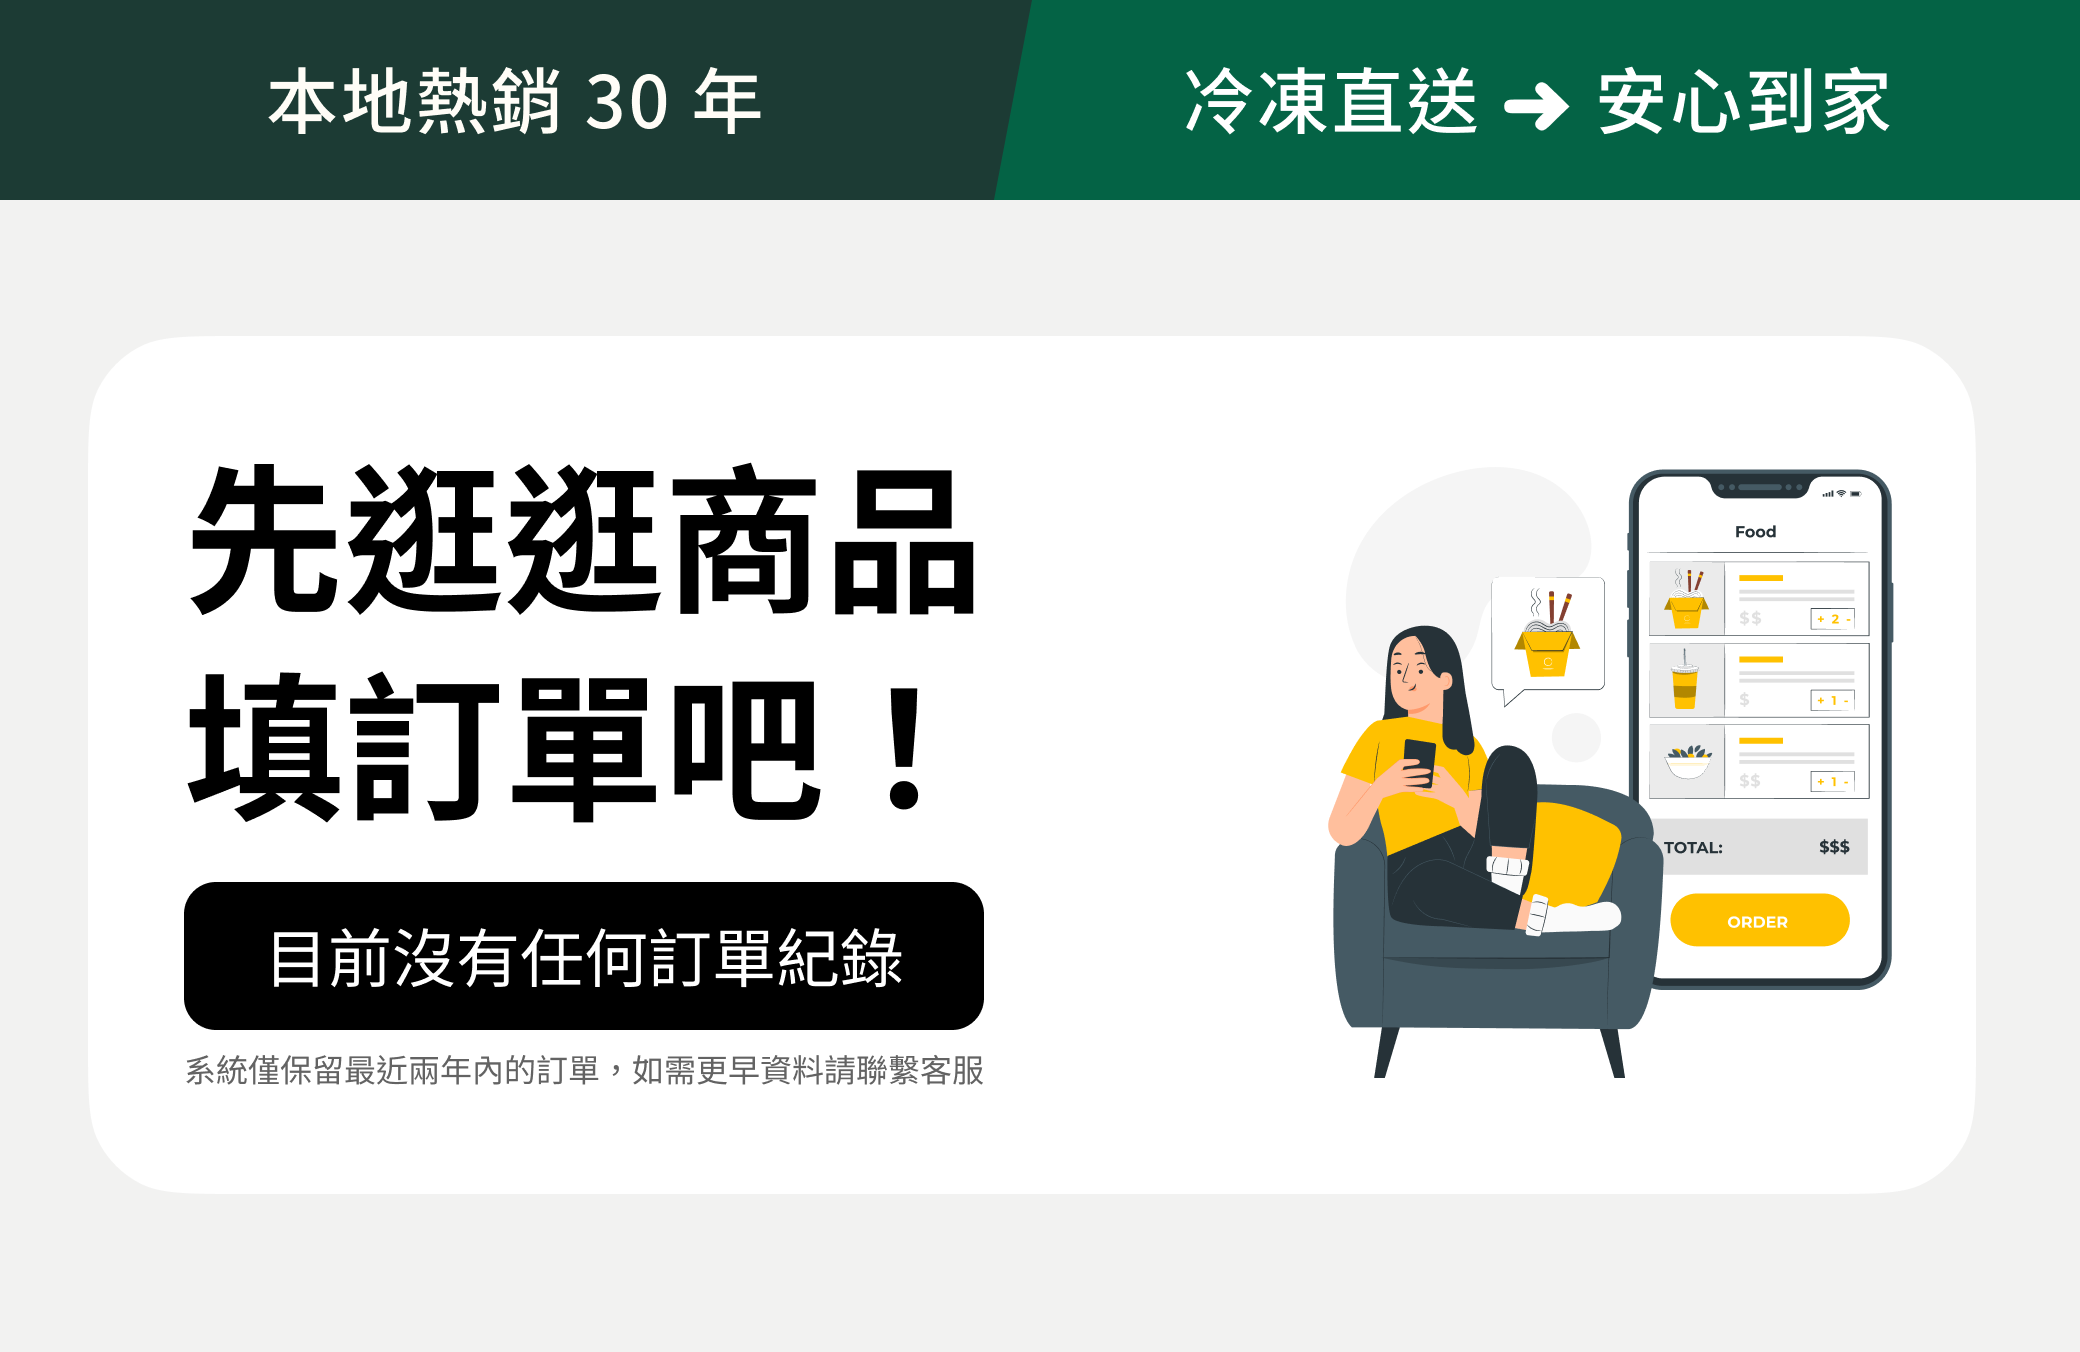 本地熱銷 30 年
冷凍直送 → 安心到家
先逛逛商品
填訂單吧！
目前沒有任何訂單紀錄
系統僅保留最近兩年內的訂單，如需更早資料請聯繫客服
Food
$$
+ 2 -
$
+ 1 -
$$
+ 1 -
TOTAL: $$$
ORDER